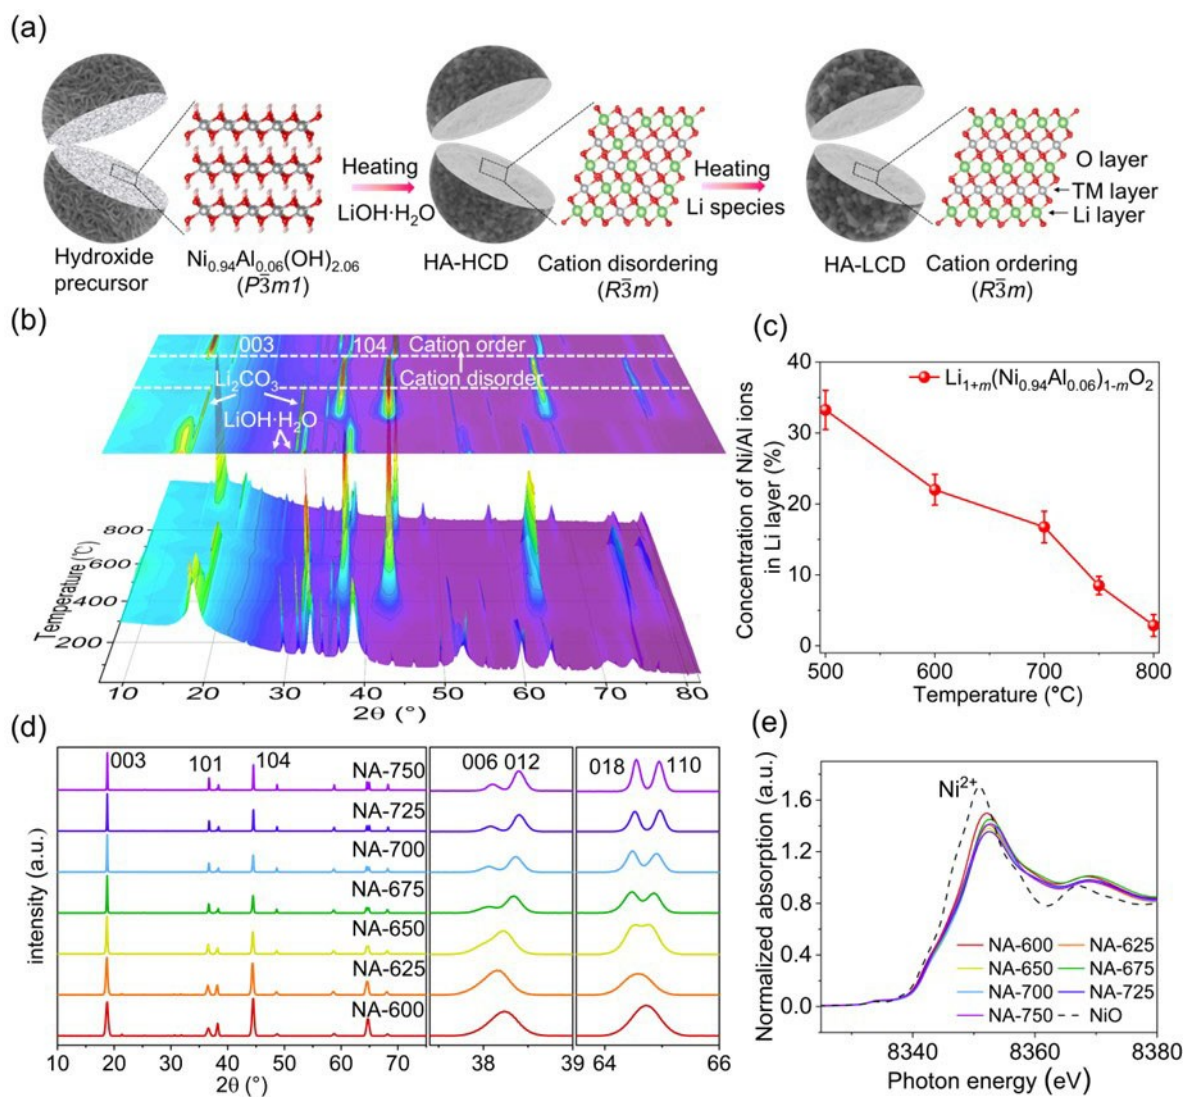 (a)
Heating
LiOH·H₂O
Heating
Li species
O layer
TM layer
Li layer
Hydroxide
precursor
Ni₀.₉₄Al₀.₀₆(OH)₂.₀₆
(P3̅m1)
HA-HCD
Cation disordering
(R3̅m)
HA-LCD
Cation ordering
(R3̅m)
(b)
003
104
Cation order
Li₂CO₃
Cation disorder
LiOH·H₂O
800
600
400
200
Temperature (℃)
10
20
30
40
50
60
70
80
2θ (°)
(c)
Li₁₊ₘ(Ni₀.₉₄Al₀.₀₆)₁₋ₘO₂
40
30
20
10
0
Concentration of Ni/Al ions
in Li layer (%)
500
600
700
800
Temperature (°C)
(d)
003
101
104
NA-750
NA-725
NA-700
NA-675
NA-650
NA-625
NA-600
006 012
018
110
intensity (a.u.)
10
20
30
40
50
60
70
38
39
64
66
2θ (°)
(e)
Ni²⁺
1.6
1.2
0.8
0.4
0.0
Normalized absorption (a.u.)
NA-600
NA-625
NA-650
NA-675
NA-700
NA-725
NA-750
NiO
8340
8360
8380
Photon energy (eV)